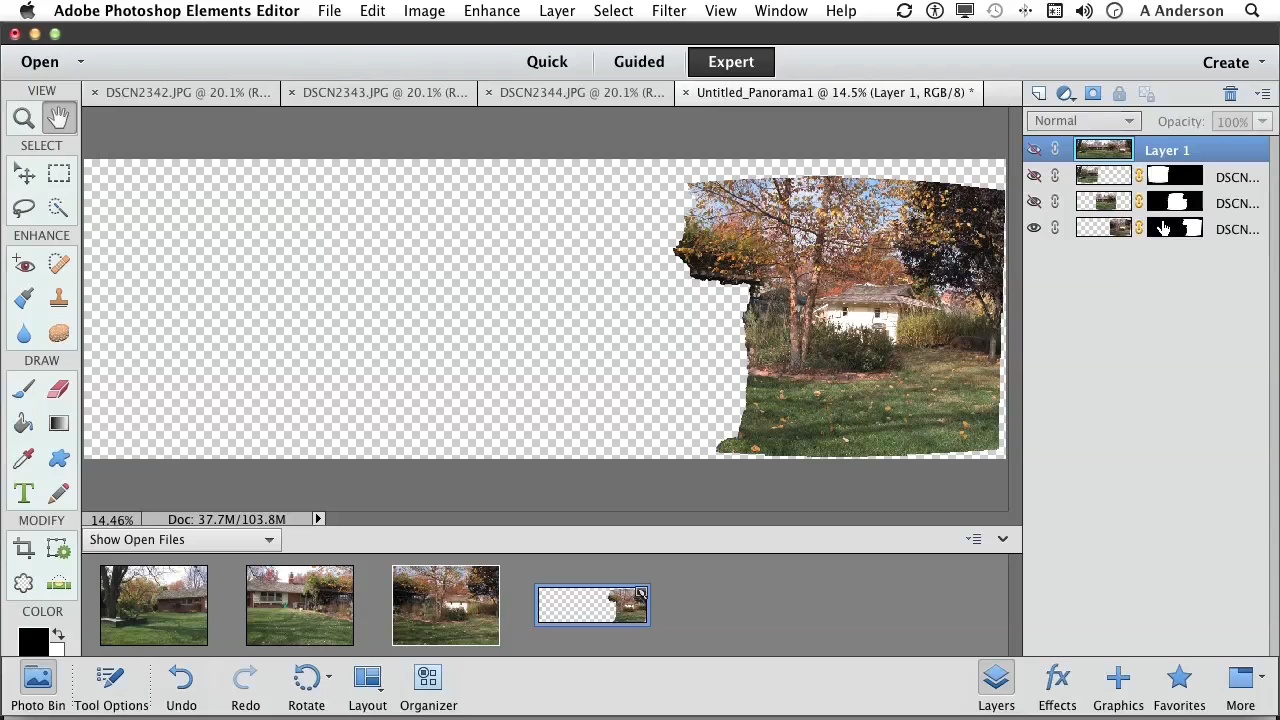 Adobe Photoshop Elements Editor File Edit Image Enhance Layer Select Filter View Window Help A Anderson
Open Quick Guided Expert Create
VIEW
× DSCN2342.JPG @ 20.1% (R... × DSCN2343.JPG @ 20.1% (R... × DSCN2344.JPG @ 20.1% (R... × Untitled_Panorama1 @ 14.5% (Layer 1, RGB/8) *
Normal Opacity: 100%
SELECT
Layer 1
DSCN...
DSCN...
DSCN...
ENHANCE
DRAW
MODIFY
14.46% Doc: 37.7M/103.8M
Show Open Files
COLOR
Photo Bin Tool Options Undo Redo Rotate Layout Organizer Layers Effects Graphics Favorites More